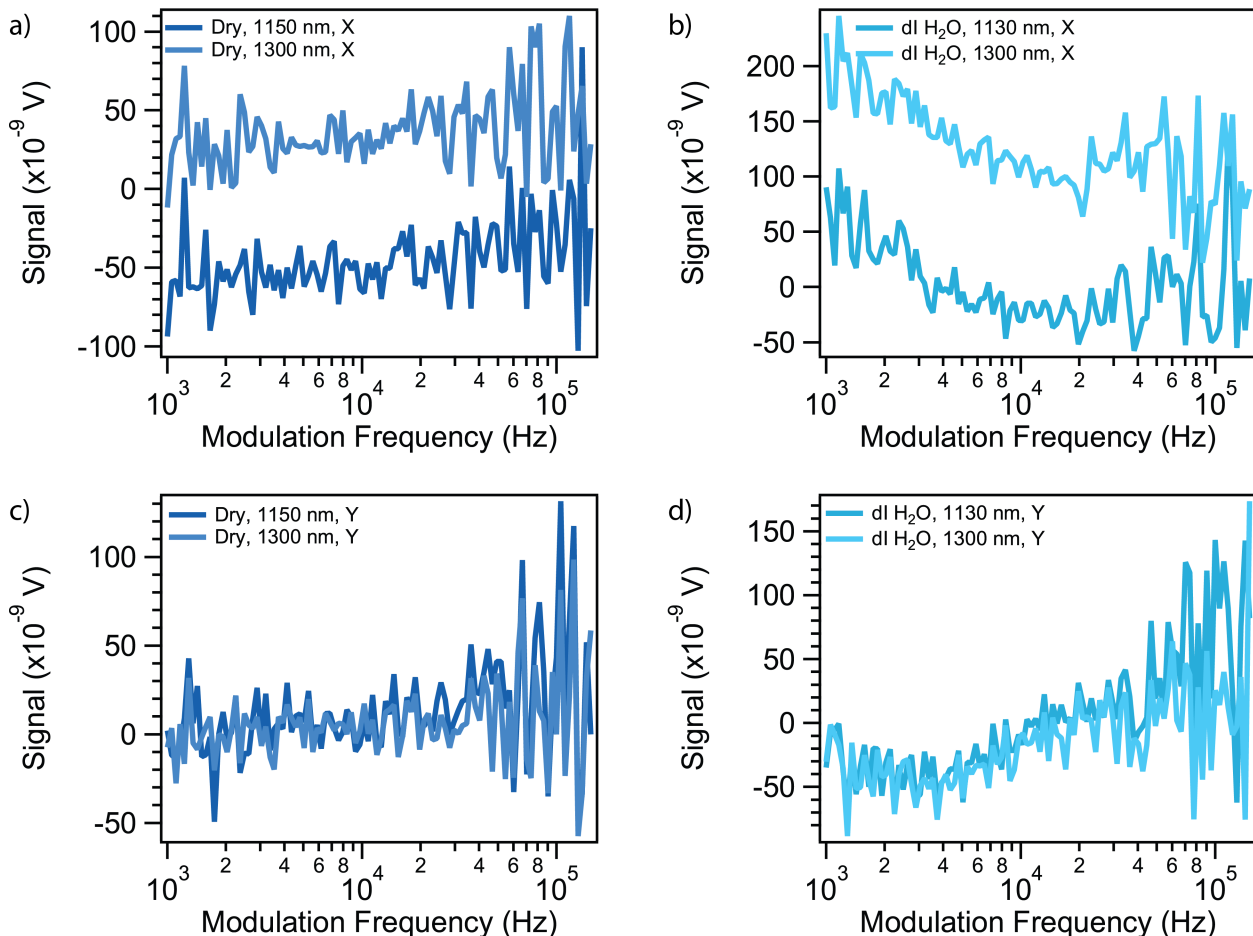 a)
Dry, 1150 nm, X
Dry, 1300 nm, X
100
50
0
-50
-100
Signal (x10⁻⁹ V)
10³ 2 4 6 8 10⁴ 2 4 6 8 10⁵
Modulation Frequency (Hz)
b)
dI H₂O, 1130 nm, X
dI H₂O, 1300 nm, X
200
150
100
50
0
-50
Signal (x10⁻⁹ V)
10³ 2 4 6 8 10⁴ 2 4 6 8 10⁵
Modulation Frequency (Hz)
c)
Dry, 1150 nm, Y
Dry, 1300 nm, Y
100
50
0
-50
Signal (x10⁻⁹ V)
10³ 2 4 6 8 10⁴ 2 4 6 8 10⁵
Modulation Frequency (Hz)
d)
dI H₂O, 1130 nm, Y
dI H₂O, 1300 nm, Y
150
100
50
0
-50
Signal (x10⁻⁹ V)
10³ 2 4 6 8 10⁴ 2 4 6 8 10⁵
Modulation Frequency (Hz)